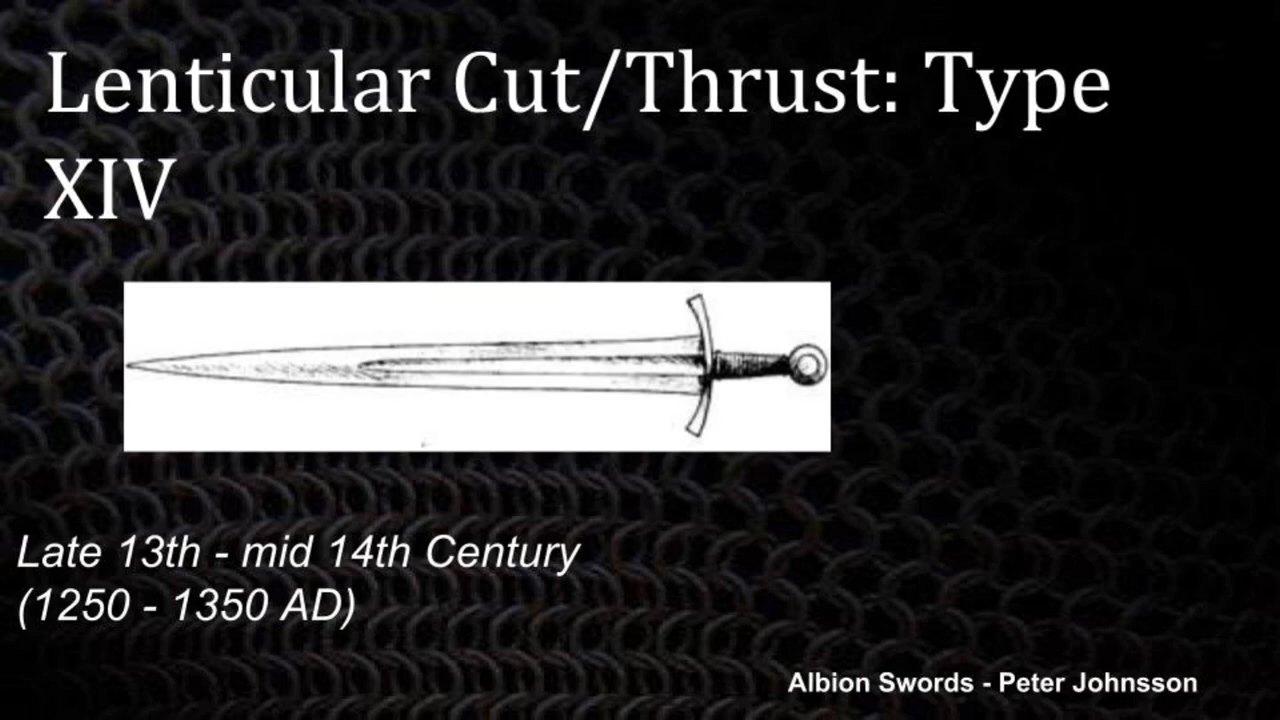 Lenticular Cut/Thrust: Type
XIV
Late 13th - mid 14th Century
(1250 - 1350 AD)
Albion Swords - Peter Johnsson